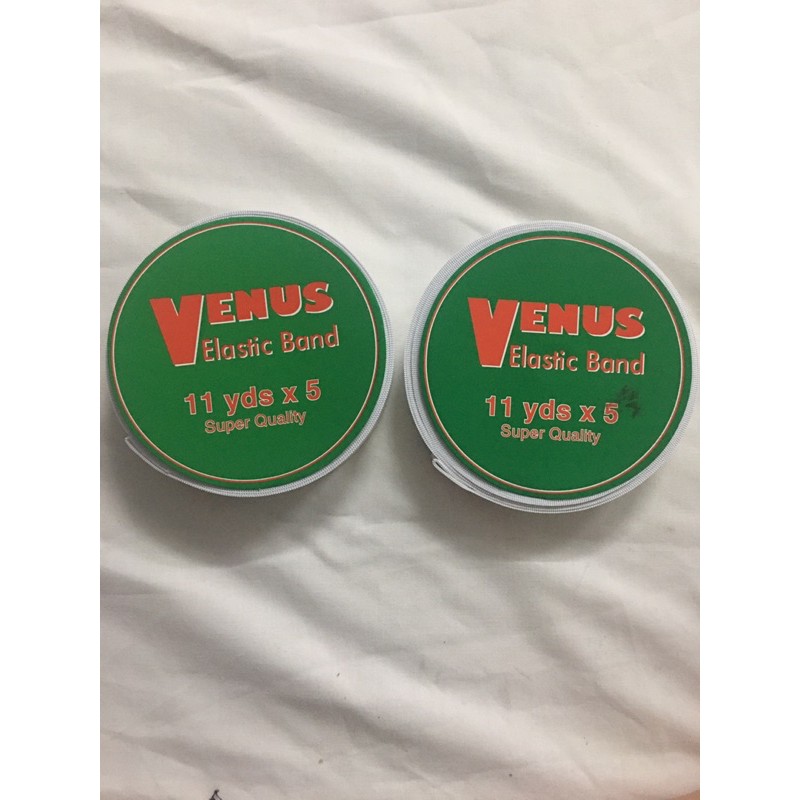 VENUS
Elastic Band
11 yds x 5
Super Quality
VENUS
Elastic Band
11 yds x 5
Super Quality